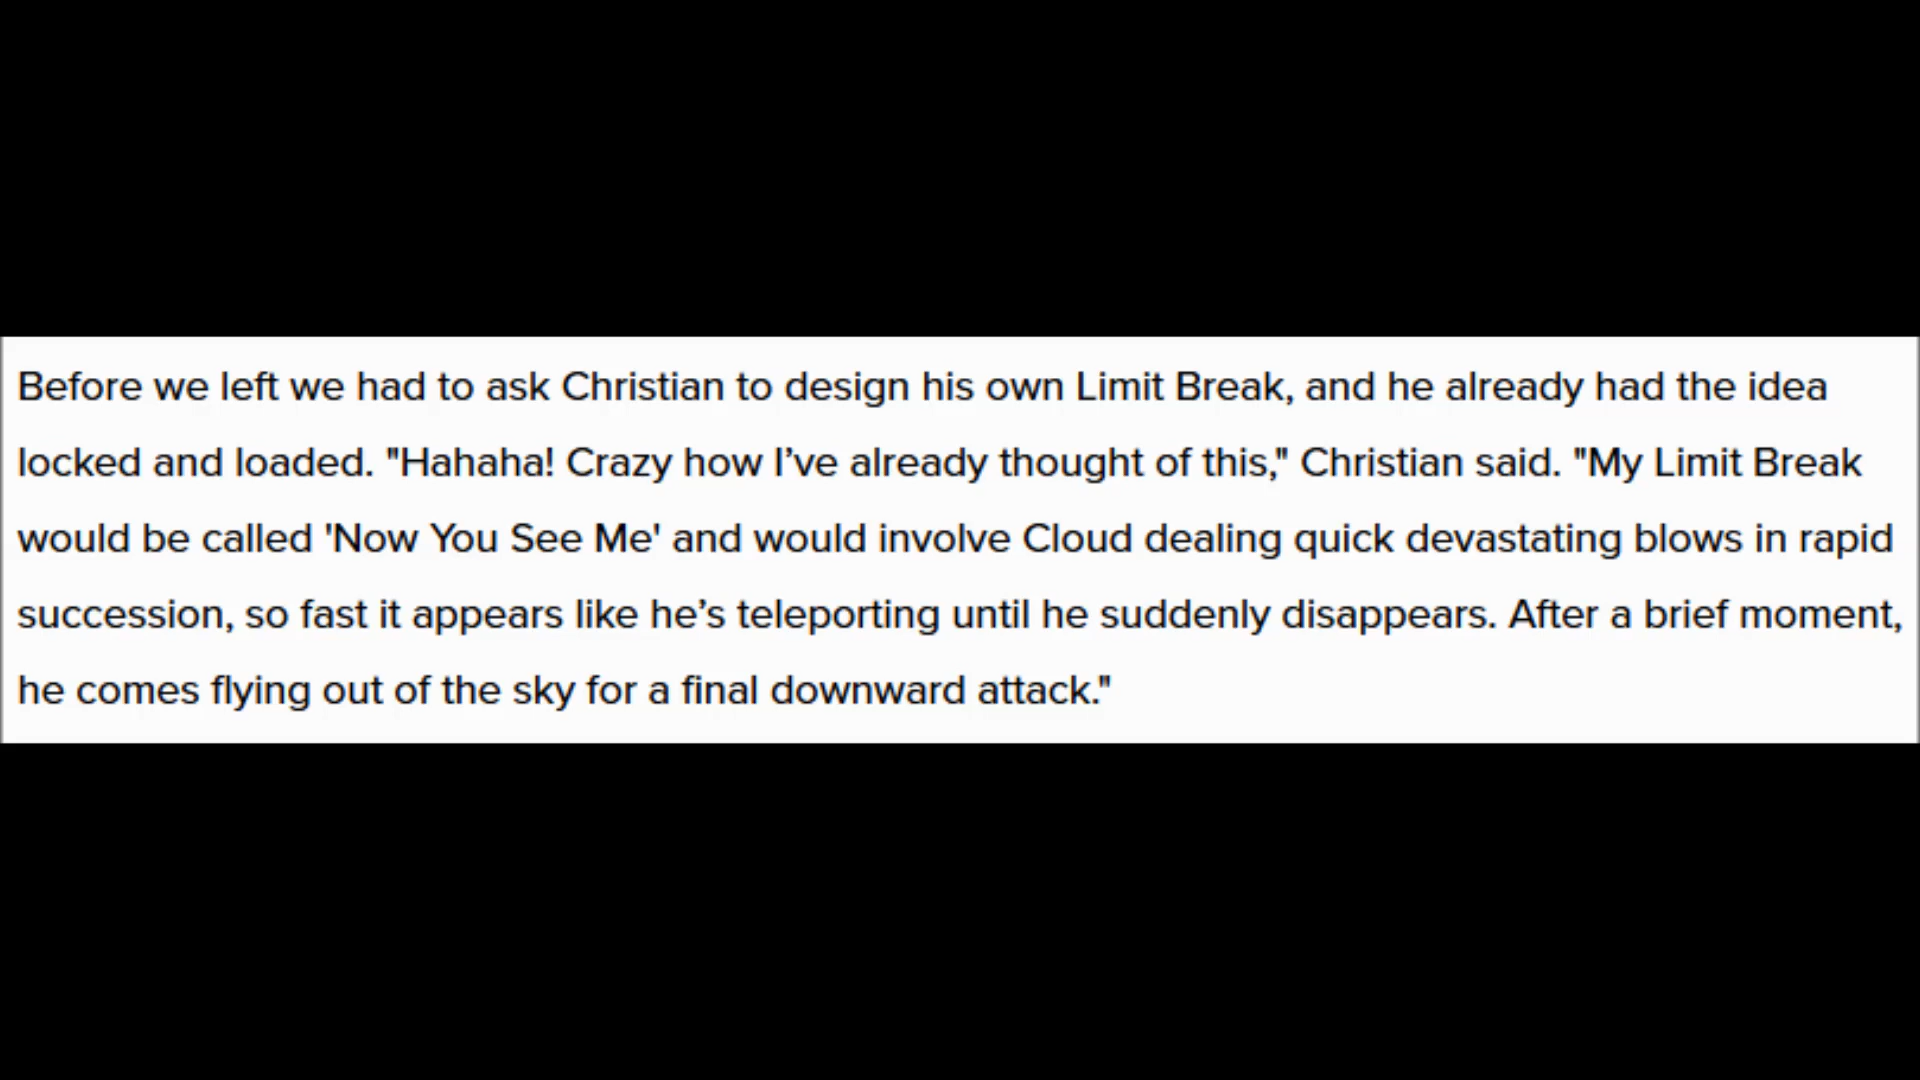 Before we left we had to ask Christian to design his own Limit Break, and he already had the idea
locked and loaded. "Hahaha! Crazy how I’ve already thought of this," Christian said. "My Limit Break
would be called 'Now You See Me' and would involve Cloud dealing quick devastating blows in rapid
succession, so fast it appears like he’s teleporting until he suddenly disappears. After a brief moment,
he comes flying out of the sky for a final downward attack."